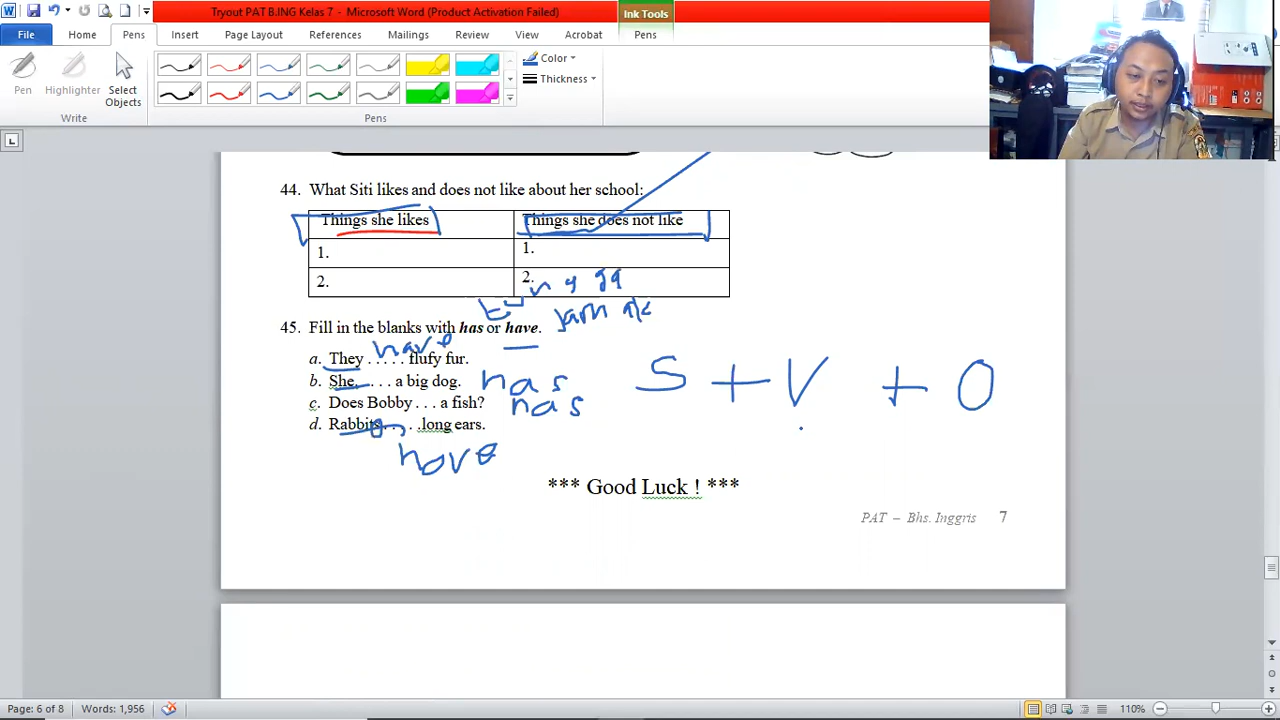 Tryout PAT B.ING Kelas 7 - Microsoft Word (Product Activation Failed)
Ink Tools
File Home Pens Insert Page Layout References Mailings Review View Acrobat Pens
Pen Highlighter Select Objects
Color
Thickness
Write Pens
44. What Siti likes and does not like about her school:
Things she likes Things she does not like
1. 1.
2. 2.
45. Fill in the blanks with has or have.
have
a. They . . . . . flufy fur.
b. She. . . . a big dog. has
c. Does Bobby . . . a fish? has
d. Rabbits. . . . .long ears.
have
S + V + O
*** Good Luck ! ***
PAT – Bhs. Inggris 7
Page: 6 of 8 Words: 1,956 110%